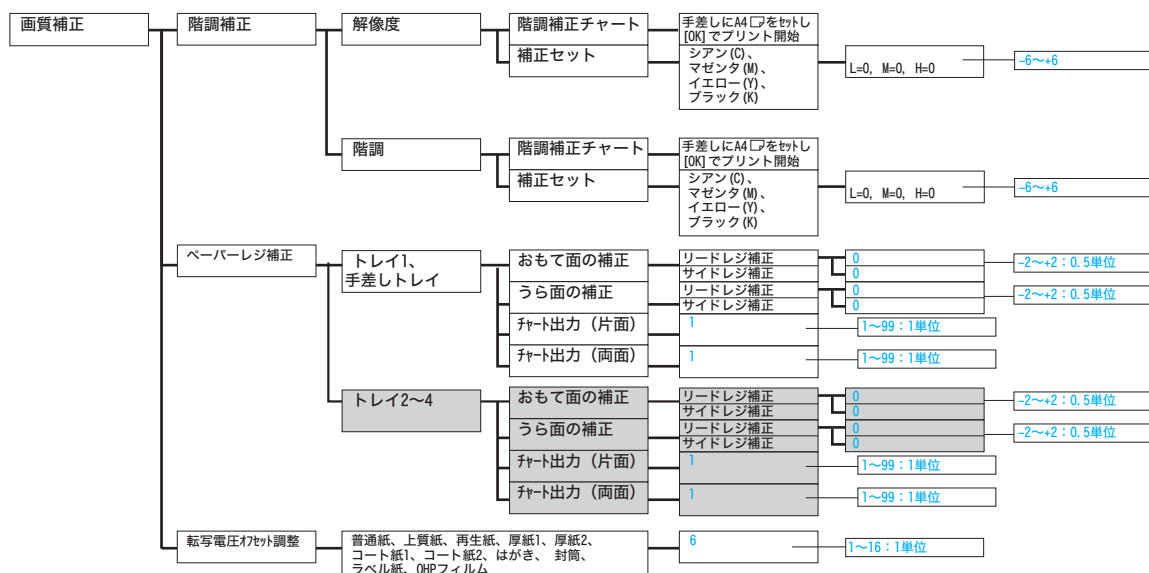 画質補正
階調補正
解像度
階調補正チャート
手差しにA4 をセットし
[OK]でプリント開始
補正セット
シアン(C)、
マゼンタ(M)、
イエロー(Y)、
ブラック(K)
L=0, M=0, H=0
-6～+6
階調
階調補正チャート
手差しにA4 をセットし
[OK]でプリント開始
補正セット
シアン(C)、
マゼンタ(M)、
イエロー(Y)、
ブラック(K)
L=0, M=0, H=0
-6～+6
ペーパーレジ補正
トレイ1、
手差しトレイ
おもて面の補正
リードレジ補正
0
サイドレジ補正
0
-2～+2：0.5単位
うら面の補正
リードレジ補正
0
サイドレジ補正
0
-2～+2：0.5単位
チャート出力（片面）
1
1～99：1単位
チャート出力（両面）
1
1～99：1単位
トレイ2～4
おもて面の補正
リードレジ補正
0
サイドレジ補正
0
-2～+2：0.5単位
うら面の補正
リードレジ補正
0
サイドレジ補正
0
-2～+2：0.5単位
チャート出力（片面）
1
1～99：1単位
チャート出力（両面）
1
1～99：1単位
転写電圧オフセット調整
普通紙、上質紙、再生紙、厚紙1、厚紙2、
コート紙1、コート紙2、はがき、封筒、
ラベル紙、OHPフィルム
6
1～16：1単位